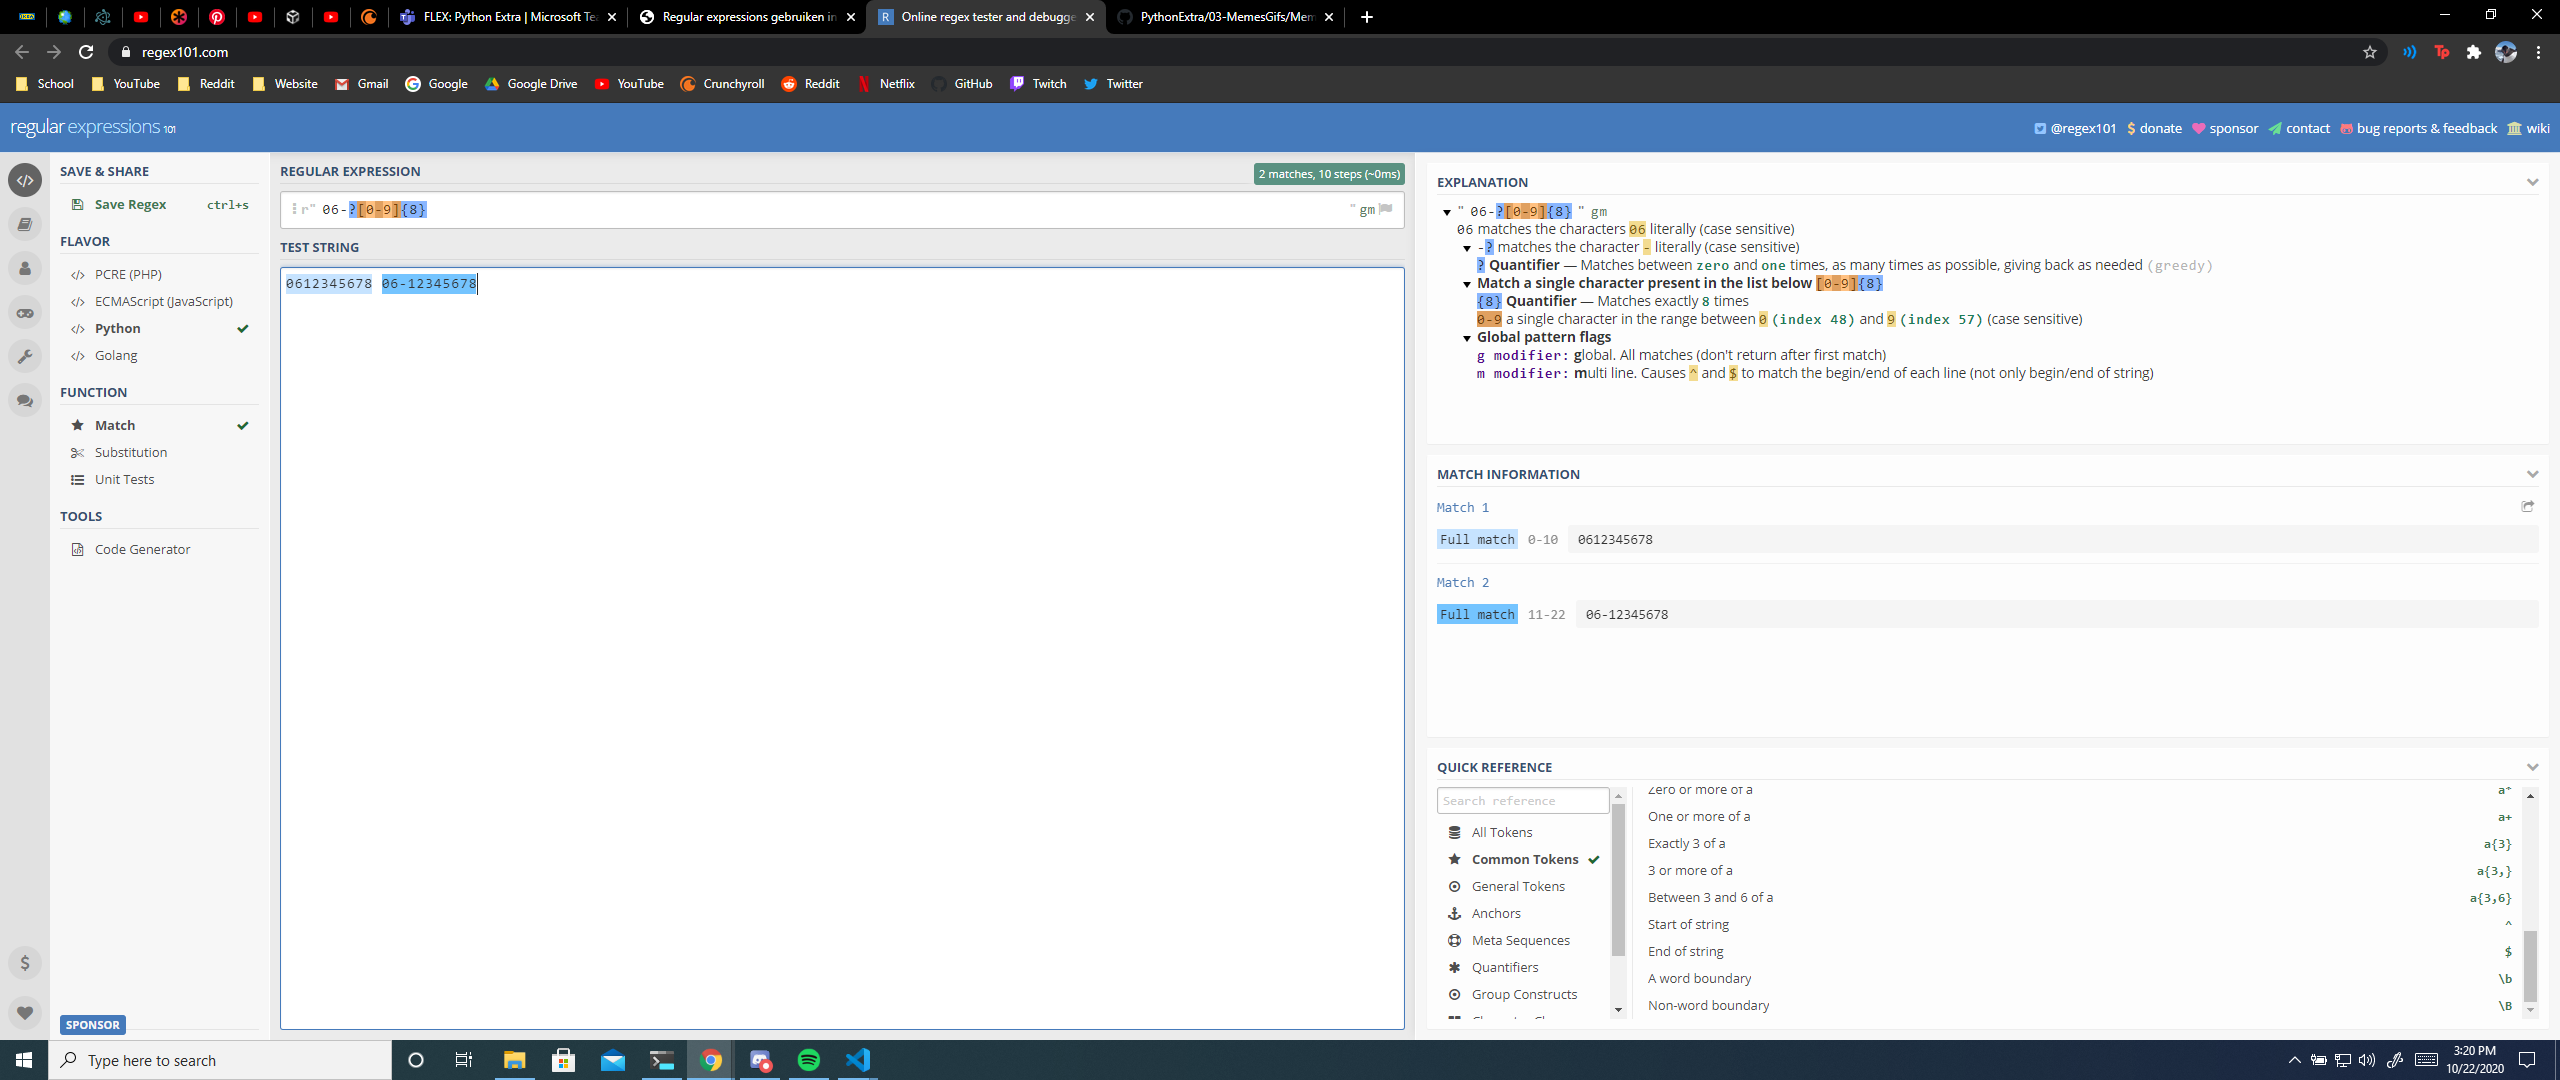 FLEX: Python Extra | Microsoft Te
Regular expressions gebruiken in
Online regex tester and debugge
PythonExtra/03-MemesGifs/Mem
regex101.com
School
YouTube
Reddit
Website
Gmail
Google
Google Drive
YouTube
Crunchyroll
Reddit
Netflix
GitHub
Twitch
Twitter
regular expressions 101
@regex101
$ donate
sponsor
contact
bug reports & feedback
wiki
SAVE & SHARE
Save Regex ctrl+s
FLAVOR
</> PCRE (PHP)
</> ECMAScript (JavaScript)
</> Python
</> Golang
FUNCTION
Match
Substitution
Unit Tests
TOOLS
Code Generator
SPONSOR
REGULAR EXPRESSION
2 matches, 10 steps (~0ms)
r" 06-?[0-9]{8} " gm
TEST STRING
0612345678 06-12345678
EXPLANATION
" 06-?[0-9]{8} " gm
06 matches the characters 06 literally (case sensitive)
-? matches the character - literally (case sensitive)
? Quantifier — Matches between zero and one times, as many times as possible, giving back as needed (greedy)
Match a single character present in the list below [0-9]{8}
{8} Quantifier — Matches exactly 8 times
0-9 a single character in the range between 0 (index 48) and 9 (index 57) (case sensitive)
Global pattern flags
g modifier: global. All matches (don't return after first match)
m modifier: multi line. Causes ^ and $ to match the begin/end of each line (not only begin/end of string)
MATCH INFORMATION
Match 1
Full match 0-10 0612345678
Match 2
Full match 11-22 06-12345678
QUICK REFERENCE
Search reference
All Tokens
Common Tokens
General Tokens
Anchors
Meta Sequences
Quantifiers
Group Constructs
Zero or more of a a*
One or more of a a+
Exactly 3 of a a{3}
3 or more of a a{3,}
Between 3 and 6 of a a{3,6}
Start of string ^
End of string $
A word boundary \b
Non-word boundary \B
Type here to search
3:20 PM
10/22/2020